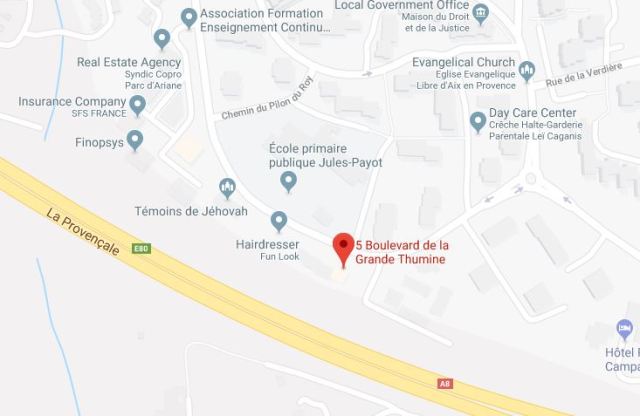 Association Formation
Enseignement Continu...
Local Government Office
Maison du Droit
et de la Justice
Real Estate Agency
Syndic Copro
Parc d'Ariane
Evangelical Church
Eglise Evangelique
Libre d'Aix en Provence
Rue de la Verdière
Insurance Company
SFS FRANCE
Chemin du Pilon du Roy
Day Care Center
Crèche Halte-Garderie
Parentale Leï Caganis
Finopsys
École primaire
publique Jules-Payot
Témoins de Jéhovah
La Provençale
E80
Hairdresser
Fun Look
5 Boulevard de la
Grande Thumine
Hôtel
Campa
A8